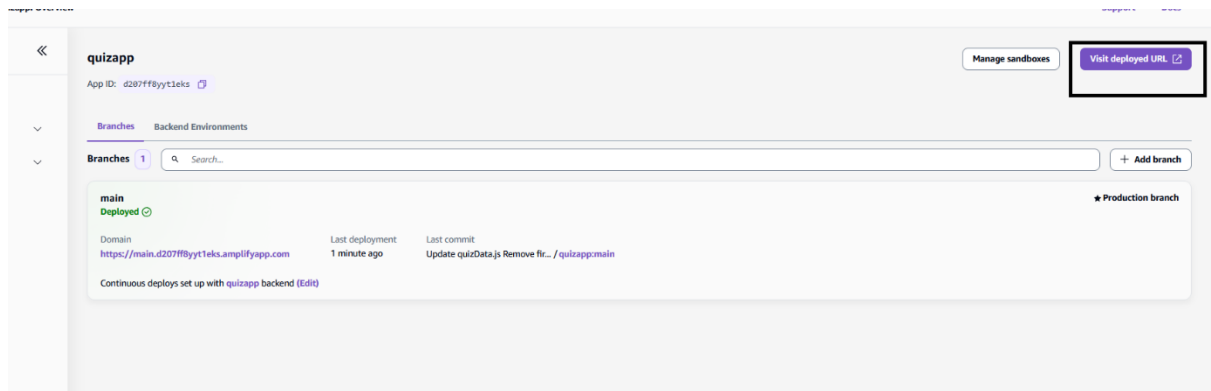 quizapp
Manage sandboxes
Visit deployed URL
App ID: d207ff8yyt1eks
Branches Backend Environments
Branches 1 Search... + Add branch
main ★ Production branch
Deployed
Domain Last deployment Last commit
https://main.d207ff8yyt1eks.amplifyapp.com 1 minute ago Update quizData.js Remove fir... / quizapp:main
Continuous deploys set up with quizapp backend (Edit)